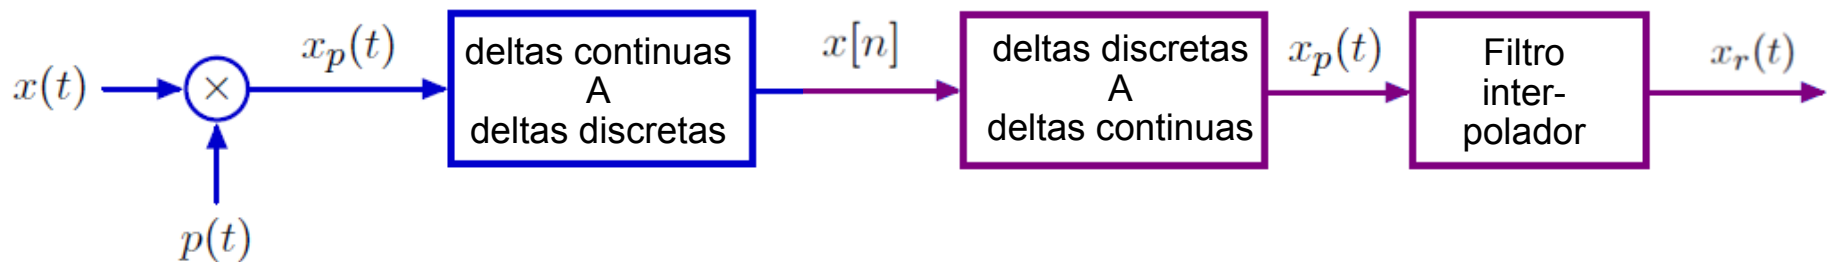 x(t)
×
p(t)
x_p(t)
deltas continuas
A
deltas discretas
x[n]
deltas discretas
A
deltas continuas
x_p(t)
Filtro
inter-
polador
x_r(t)